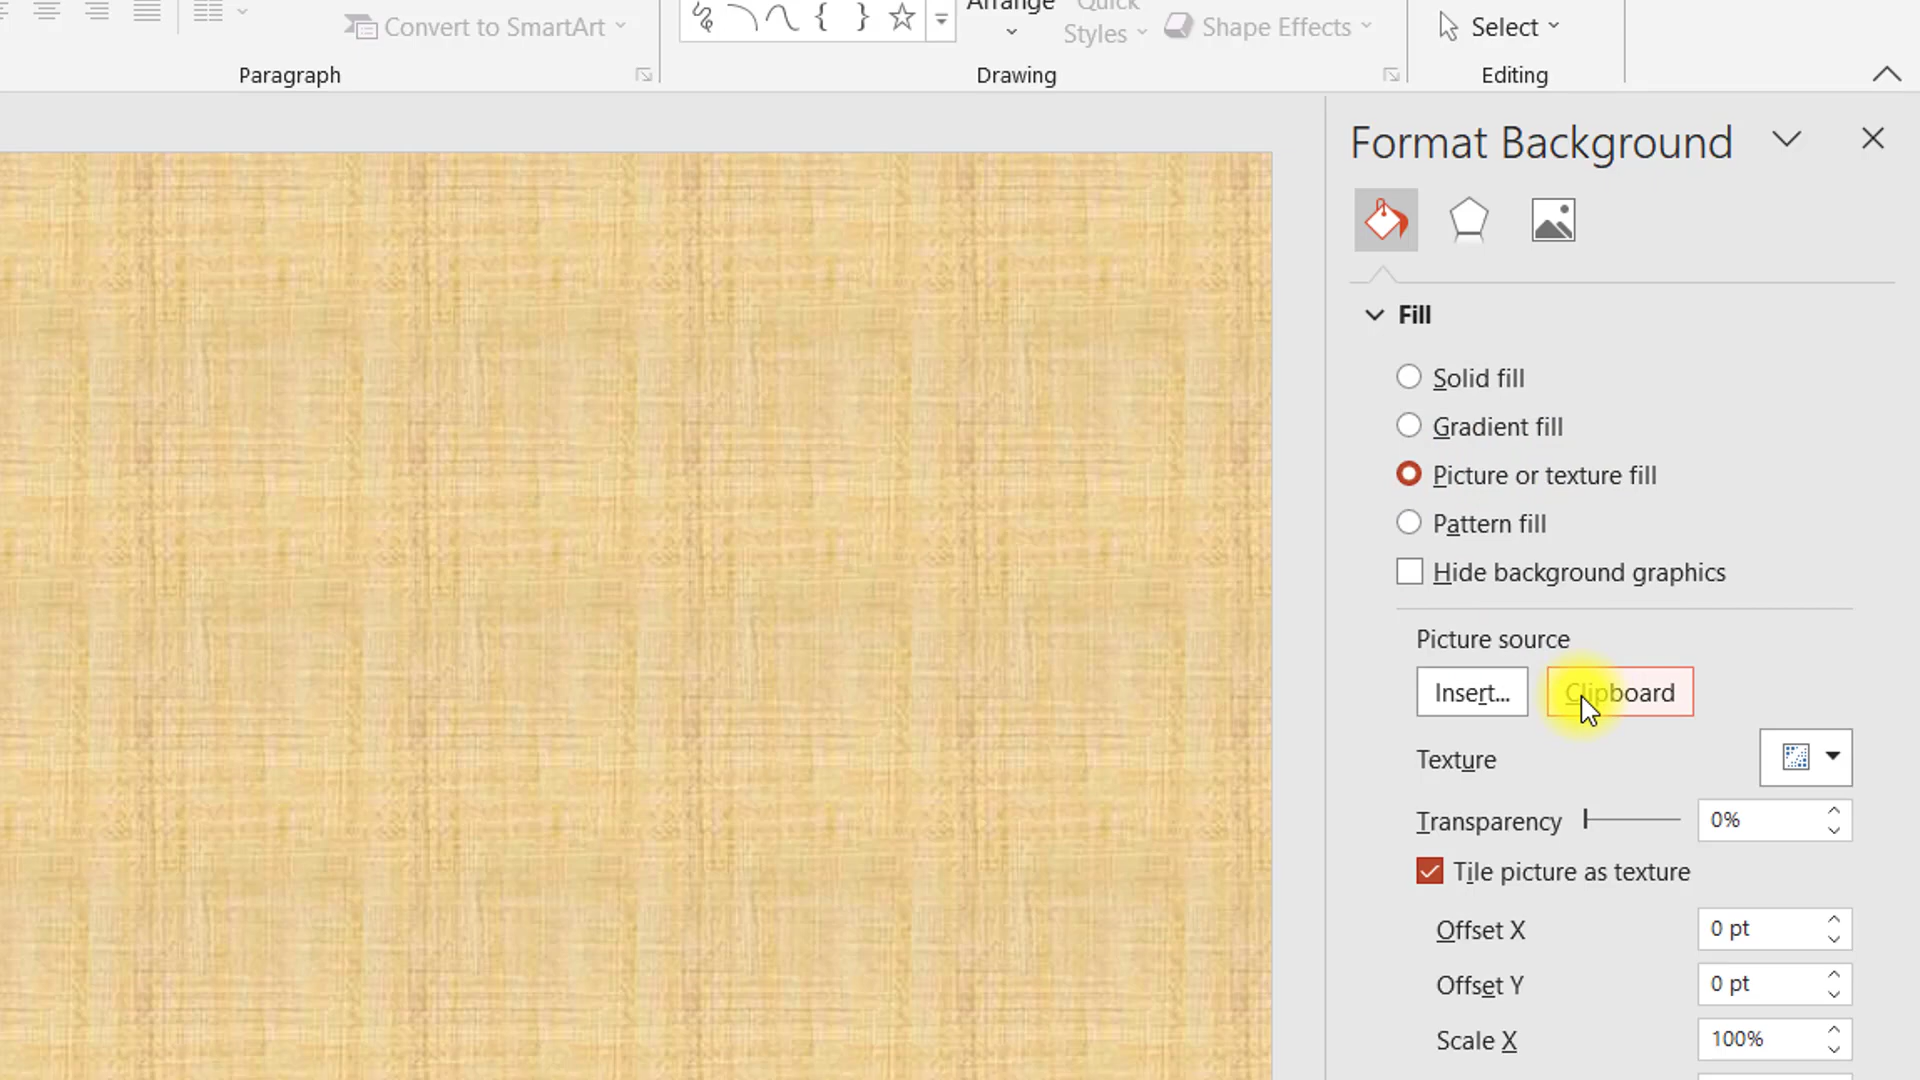 Arrange
Quick
Convert to SmartArt
Styles
Shape Effects
Select
Paragraph
Drawing
Editing
Format Background
Fill
Solid fill
Gradient fill
Picture or texture fill
Pattern fill
Hide background graphics
Picture source
Insert...
Clipboard
Texture
Transparency
0%
Tile picture as texture
Offset X
0 pt
Offset Y
0 pt
Scale X
100%